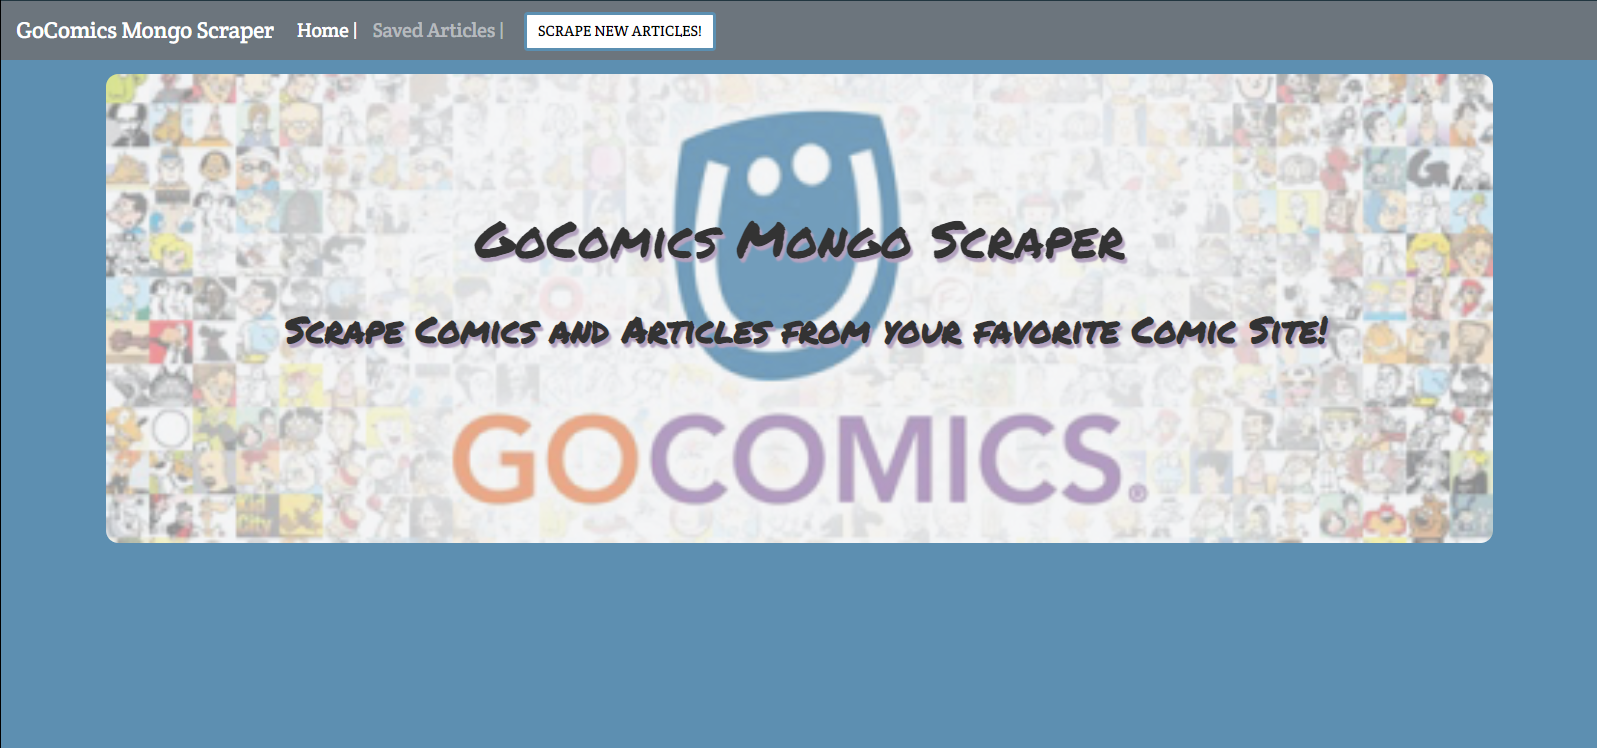 GoComics Mongo Scraper Home | Saved Articles | SCRAPE NEW ARTICLES!
GoComics Mongo Scraper
Scrape Comics and Articles from your favorite Comic Site!
GOCOMICS.